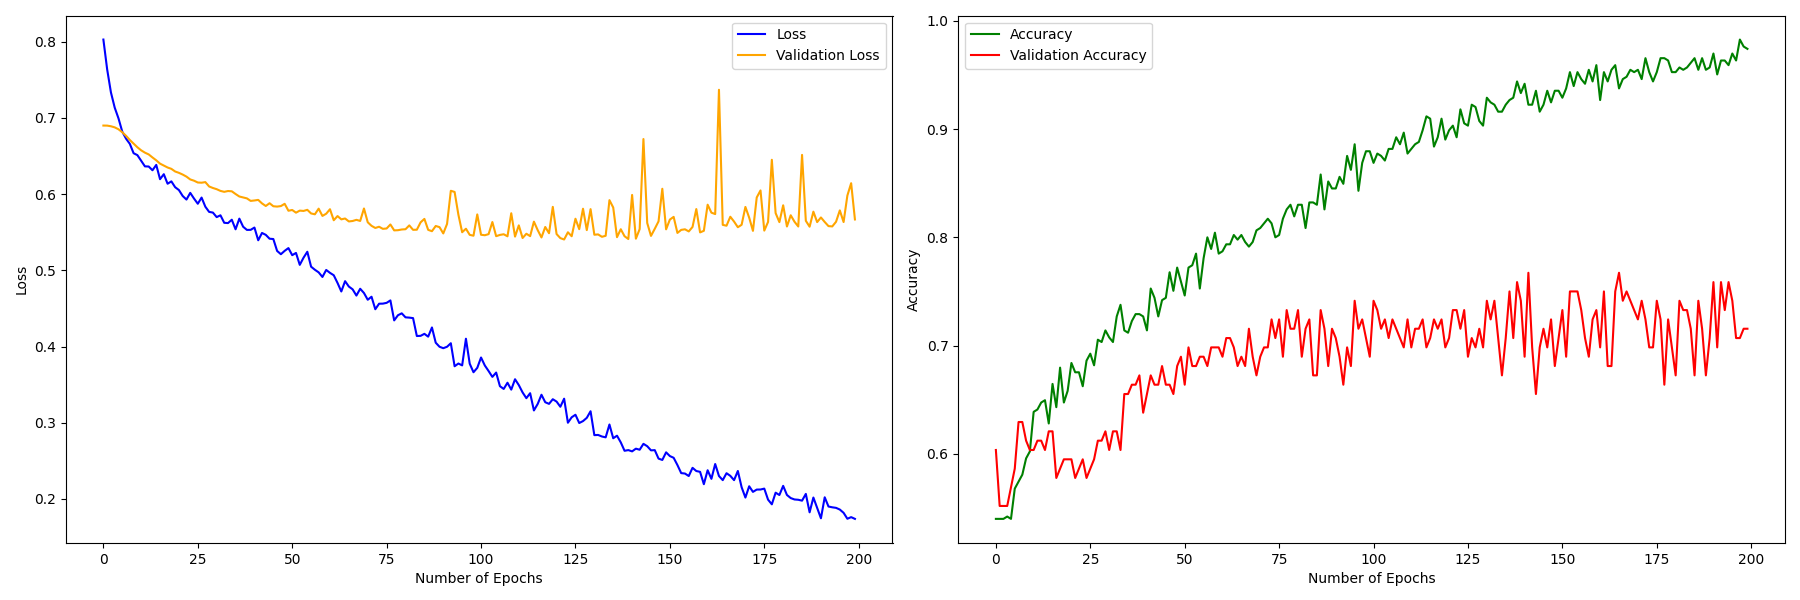 Loss
Validation Loss
0.8
0.7
0.6
0.5
0.4
0.3
0.2
Loss
0 25 50 75 100 125 150 175 200
Number of Epochs
Accuracy
Validation Accuracy
1.0
0.9
0.8
0.7
0.6
Accuracy
0 25 50 75 100 125 150 175 200
Number of Epochs